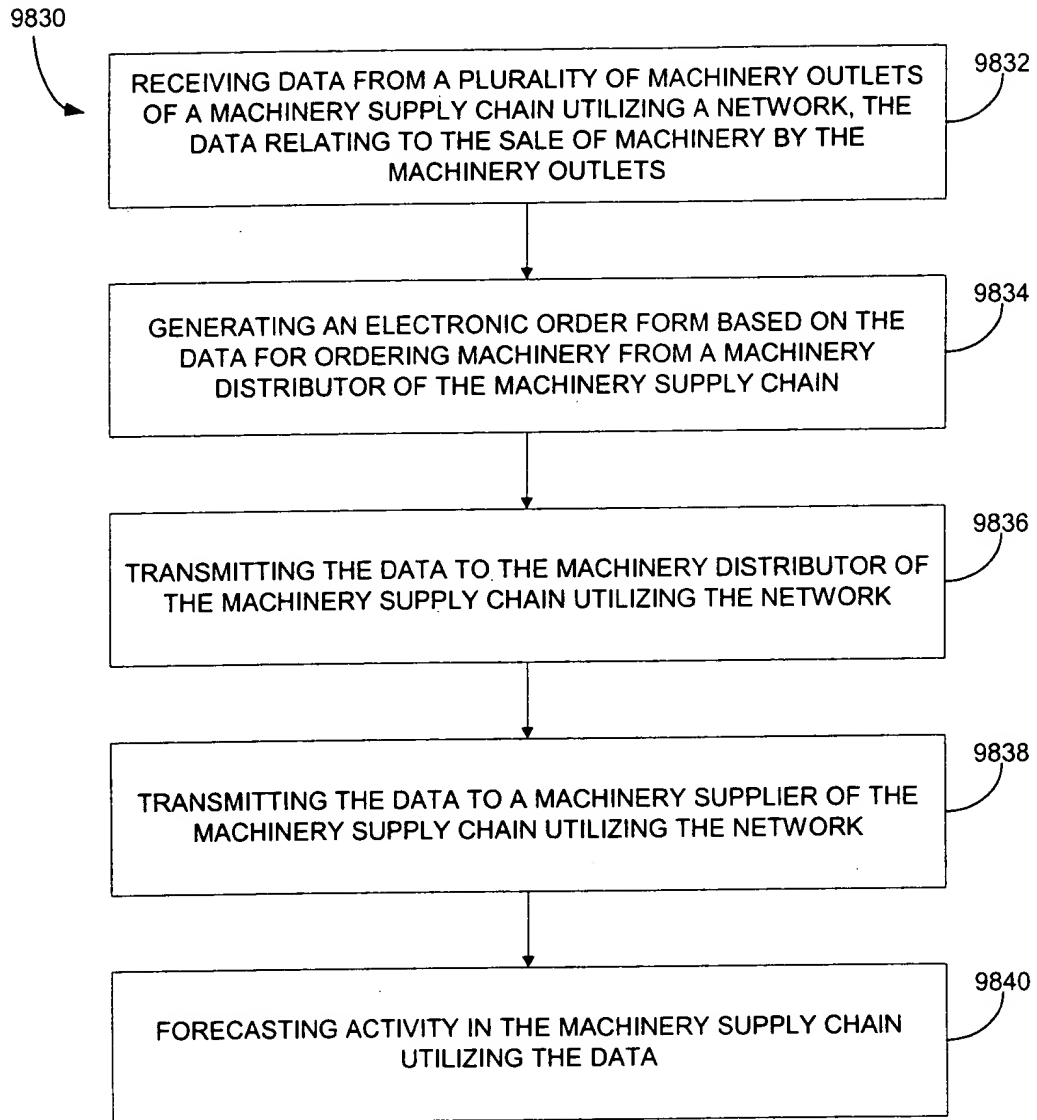 9830
RECEIVING DATA FROM A PLURALITY OF MACHINERY OUTLETS
OF A MACHINERY SUPPLY CHAIN UTILIZING A NETWORK, THE
DATA RELATING TO THE SALE OF MACHINERY BY THE
MACHINERY OUTLETS
9832
GENERATING AN ELECTRONIC ORDER FORM BASED ON THE
DATA FOR ORDERING MACHINERY FROM A MACHINERY
DISTRIBUTOR OF THE MACHINERY SUPPLY CHAIN
9834
TRANSMITTING THE DATA TO THE MACHINERY DISTRIBUTOR OF
THE MACHINERY SUPPLY CHAIN UTILIZING THE NETWORK
9836
TRANSMITTING THE DATA TO A MACHINERY SUPPLIER OF THE
MACHINERY SUPPLY CHAIN UTILIZING THE NETWORK
9838
FORECASTING ACTIVITY IN THE MACHINERY SUPPLY CHAIN
UTILIZING THE DATA
9840